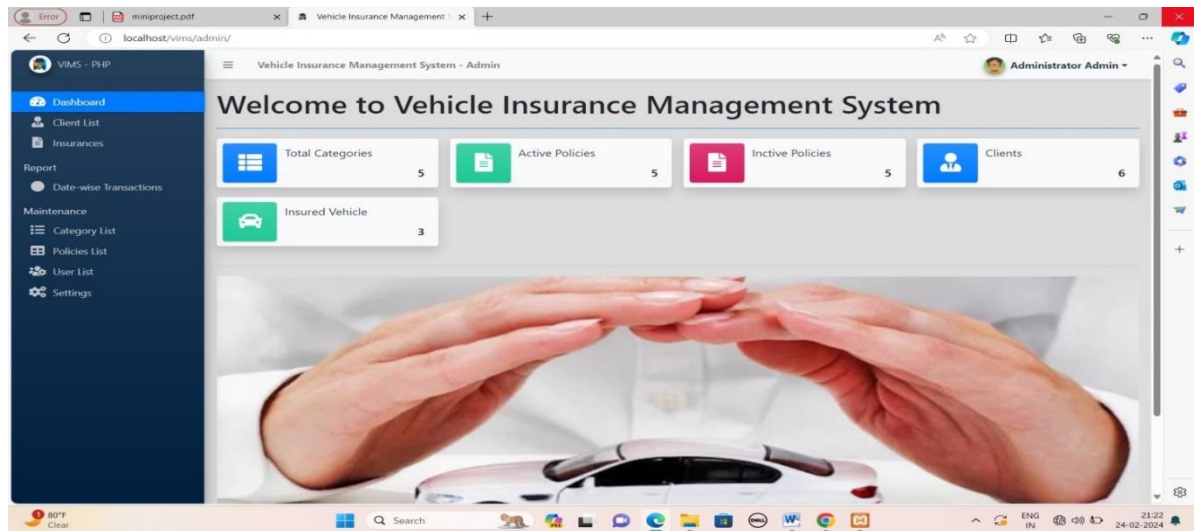 Error
miniproject.pdf
Vehicle Insurance Management
localhost/vims/admin/
VIMS - PHP
Vehicle Insurance Management System - Admin
Administrator Admin
Dashboard
Client List
Insurances
Report
Date-wise Transactions
Maintenance
Category List
Policies List
User List
Settings
Welcome to Vehicle Insurance Management System
Total Categories
5
Active Policies
5
Inctive Policies
5
Clients
6
Insured Vehicle
3
80°F
Clear
Search
ENG
IN
21:22
24-02-2024